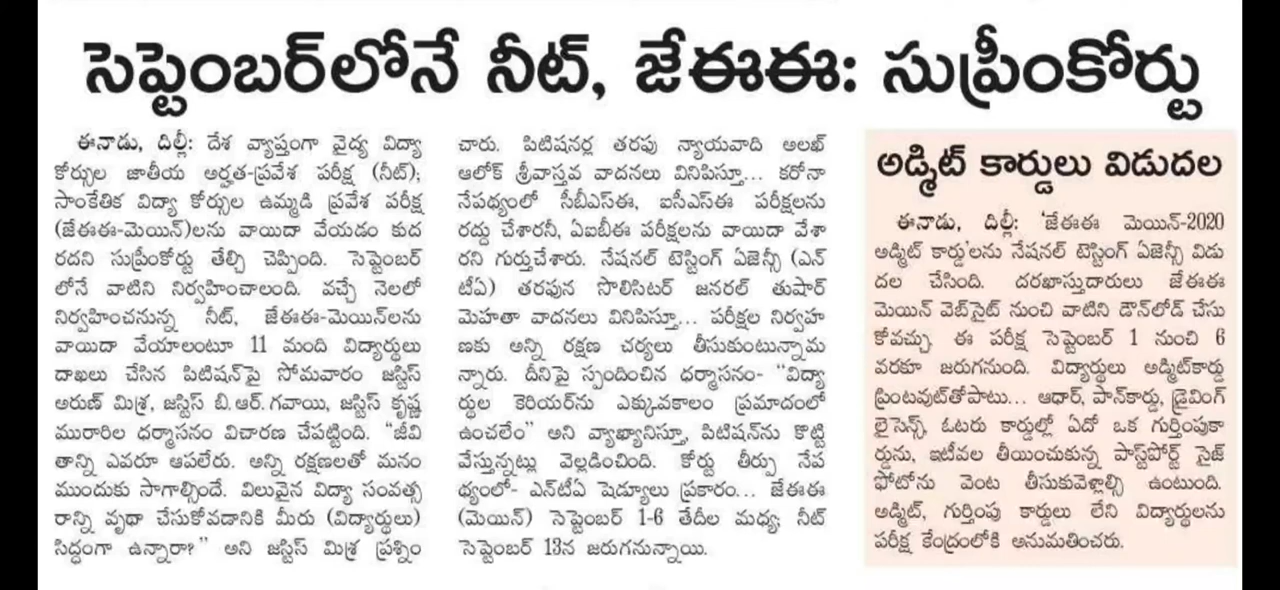 సెప్టెంబర్‌లోనే నీట్, జేఈఈ: సుప్రీంకోర్టు
ఈనాడు, దిల్లీ: దేశ వ్యాప్తంగా వైద్య విద్యా
కోర్సుల జాతీయ అర్హత-ప్రవేశ పరీక్ష (నీట్);
సాంకేతిక విద్యా కోర్సుల ఉమ్మడి ప్రవేశ పరీక్ష
(జేఈఈ-మెయిన్)లను వాయిదా వేయడం కుద
రదని సుప్రీంకోర్టు తేల్చి చెప్పింది. సెప్టెంబర్
లోనే వాటిని నిర్వహించాలంది. వచ్చే నెలలో
నిర్వహించనున్న నీట్, జేఈఈ-మెయిన్‌లను
వాయిదా వేయాలంటూ 11 మంది విద్యార్థులు
దాఖలు చేసిన పిటిషన్‌పై సోమవారం జస్టిస్
అరుణ్ మిశ్ర, జస్టిస్ బి.ఆర్.గవాయి, జస్టిస్ కృష్ణ
మురారిల ధర్మాసనం విచారణ చేపట్టింది. “జీవి
తాన్ని ఎవరూ ఆపలేరు. అన్ని రక్షణలతో మనం
ముందుకు సాగాల్సిందే. విలువైన విద్యా సంవత్స
రాన్ని వృథా చేసుకోవడానికి మీరు (విద్యార్థులు)
సిద్ధంగా ఉన్నారా?” అని జస్టిస్ మిశ్ర ప్రశ్నిం
చారు. పిటిషనర్ల తరపు న్యాయవాది అలఖ్
ఆలోక్ శ్రీవాస్తవ వాదనలు వినిపిస్తూ... కరోనా
నేపథ్యంలో సీబీఎస్ఈ, ఐసీఎస్ఈ పరీక్షలను
రద్దు చేశారనీ, ఏఐబీఈ పరీక్షలను వాయిదా వేశా
రని గుర్తుచేశారు. నేషనల్ టెస్టింగ్ ఏజెన్సీ (ఎన్
టీఏ) తరపున సొలిసిటర్ జనరల్ తుషార్
మెహతా వాదనలు వినిపిస్తూ... పరీక్షల నిర్వహ
ణకు అన్ని రక్షణ చర్యలు తీసుకుంటున్నామ
న్నారు. దీనిపై స్పందించిన ధర్మాసనం- “విద్యా
ర్థుల కెరియర్‌ను ఎక్కువకాలం ప్రమాదంలో
ఉంచలేం” అని వ్యాఖ్యానిస్తూ, పిటిషన్‌ను కొట్టి
వేస్తున్నట్లు వెల్లడించింది. కోర్టు తీర్పు నేప
థ్యంలో- ఎన్‌టీఏ షెడ్యూలు ప్రకారం... జేఈఈ
(మెయిన్) సెప్టెంబర్ 1-6 తేదీల మధ్య; నీట్
సెప్టెంబర్ 13న జరుగనున్నాయి.
అడ్మిట్ కార్డులు విడుదల
ఈనాడు, దిల్లీ: ‘జేఈఈ మెయిన్-2020
అడ్మిట్ కార్డు’లను నేషనల్ టెస్టింగ్ ఏజెన్సీ విడు
దల చేసింది. దరఖాస్తుదారులు జేఈఈ
మెయిన్ వెబ్‌సైట్ నుంచి వాటిని డౌన్‌లోడ్ చేసు
కోవచ్చు. ఈ పరీక్ష సెప్టెంబర్ 1 నుంచి 6
వరకూ జరుగనుంది. విద్యార్థులు అడ్మిట్‌కార్డు
ప్రింటవుట్‌తోపాటు... ఆధార్, పాన్‌కార్డు, డ్రైవింగ్
లైసెన్స్, ఓటరు కార్డుల్లో ఏదో ఒక గుర్తింపుకా
ర్డును, ఇటీవల తీయించుకున్న పాస్‌పోర్ట్ సైజ్
ఫోటోను వెంట తీసుకువెళ్లాల్సి ఉంటుంది.
అడ్మిట్, గుర్తింపు కార్డులు లేని విద్యార్థులను
పరీక్ష కేంద్రంలోకి అనుమతించరు.